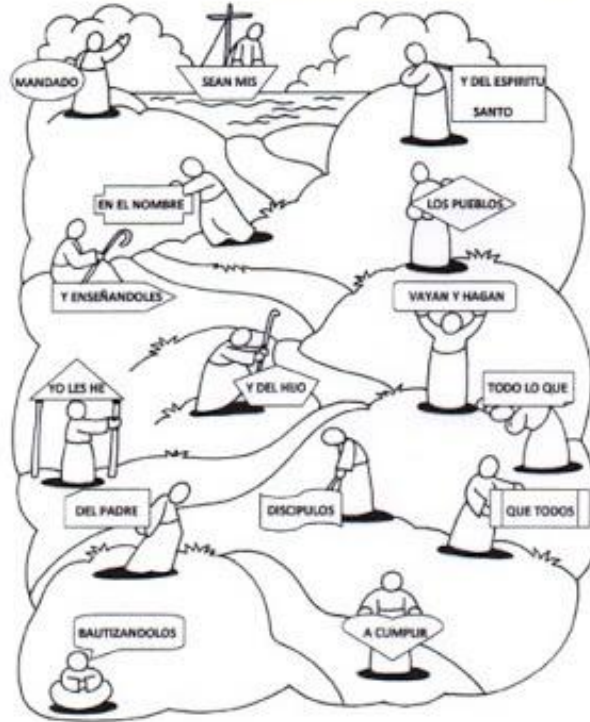 MANDADO
SEAN MIS
Y DEL ESPIRITU
SANTO
EN EL NOMBRE
LOS PUEBLOS
Y ENSEÑANDOLES
VAYAN Y HAGAN
YO LES HE
Y DEL HIJO
TODO LO QUE
DEL PADRE
DISCIPULOS
QUE TODOS
BAUTIZANDOLOS
A CUMPLIR